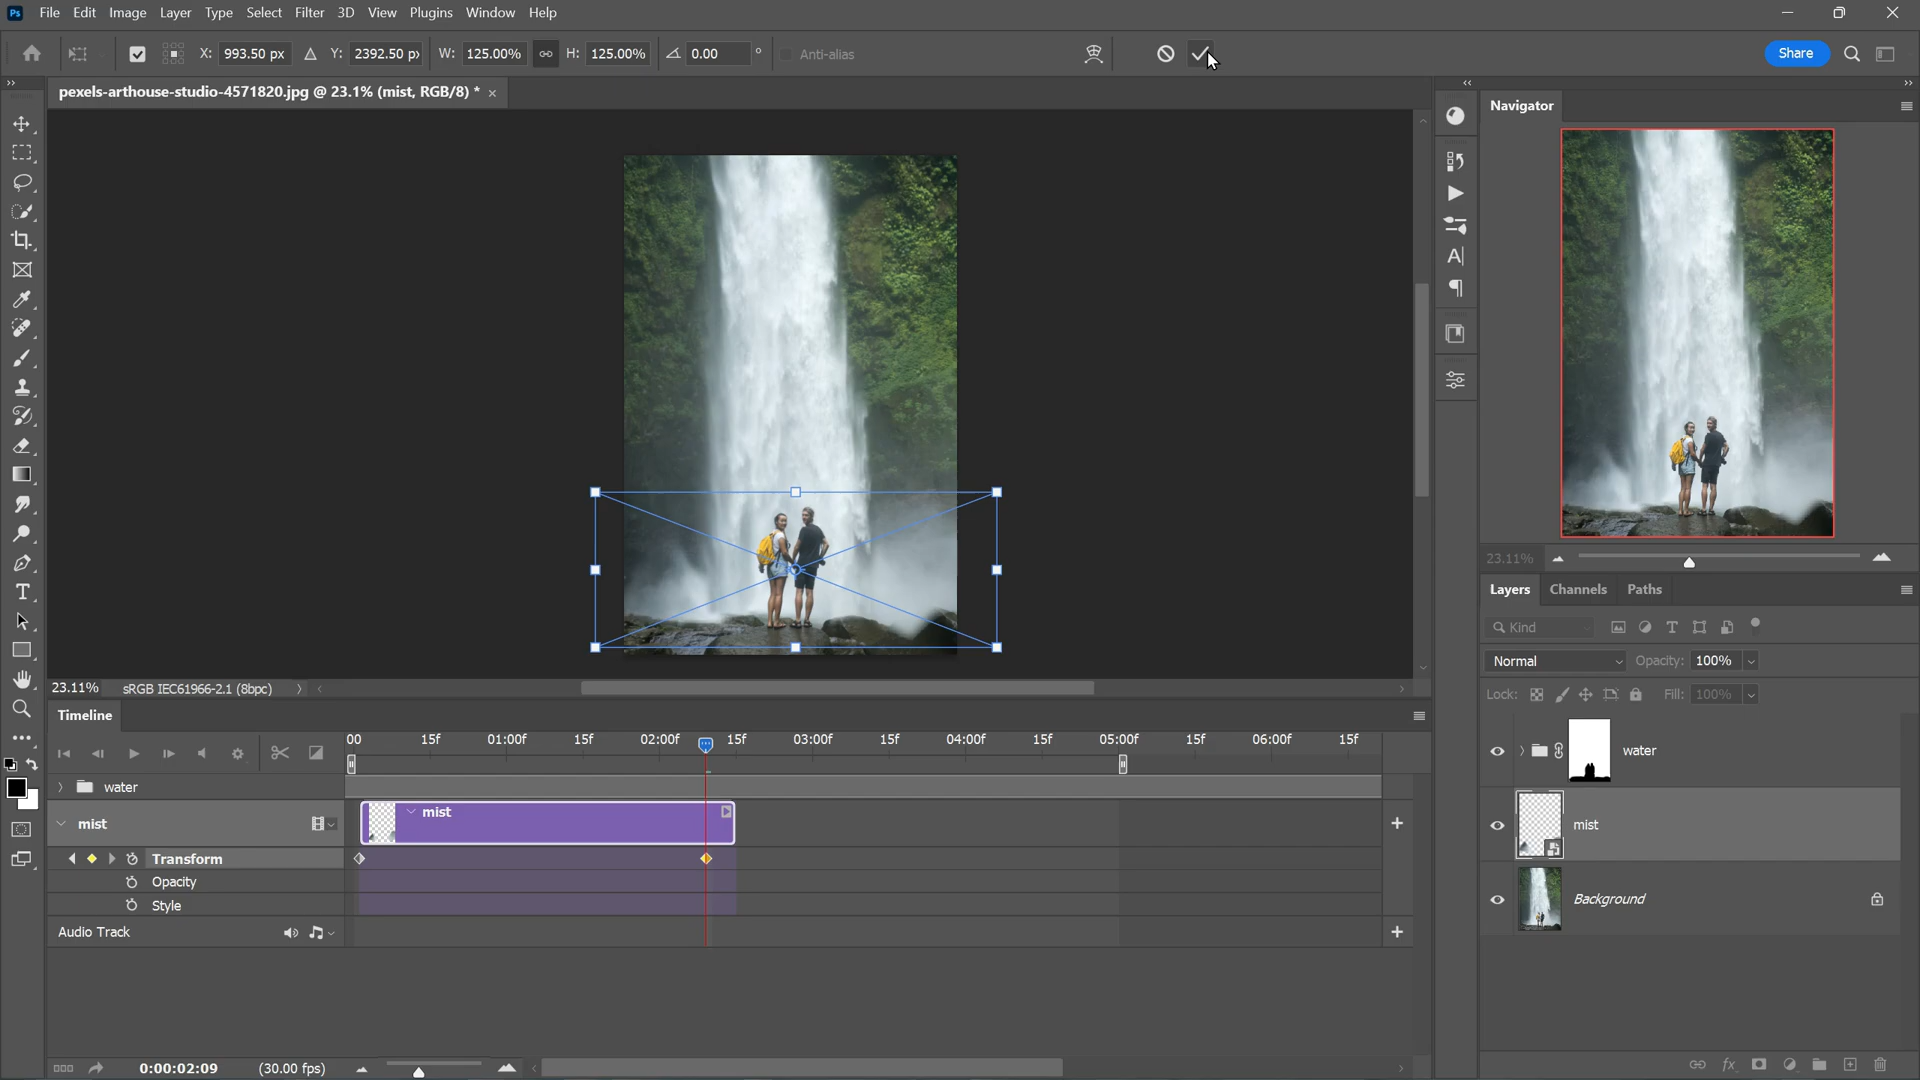 Ps File Edit Image Layer Type Select Filter 3D View Plugins Window Help
X: 993.50 px Y: 2392.50 px W: 125.00% H: 125.00% 0.00 ° Anti-alias Share
pexels-arthouse-studio-4571820.jpg @ 23.1% (mist, RGB/8) *
Navigator
23.11%
Layers Channels Paths
Kind
Normal Opacity: 100%
Lock: Fill: 100%
water
mist
Background
23.11% sRGB IEC61966-2.1 (8bpc)
Timeline
00 15f 01:00f 15f 02:00f 15f 03:00f 15f 04:00f 15f 05:00f 15f 06:00f 15f
water
mist mist
Transform
Opacity
Style
Audio Track
0:00:02:09 (30.00 fps)